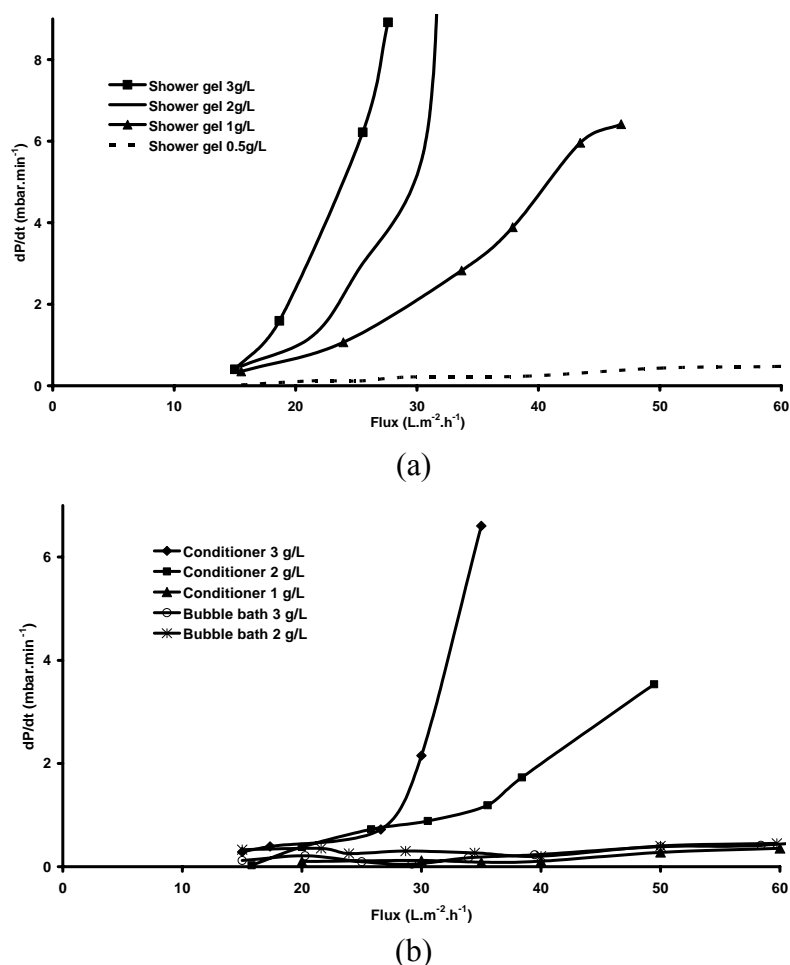 8
6
4
2
0
dP/dt (mbar.min⁻¹)
Shower gel 3g/L
Shower gel 2g/L
Shower gel 1g/L
Shower gel 0.5g/L
0 10 20 30 40 50 60
Flux (L.m⁻².h⁻¹)
(a)
6
4
2
0
dP/dt (mbar.min⁻¹)
Conditioner 3 g/L
Conditioner 2 g/L
Conditioner 1 g/L
Bubble bath 3 g/L
Bubble bath 2 g/L
0 10 20 30 40 50 60
Flux (L.m⁻².h⁻¹)
(b)